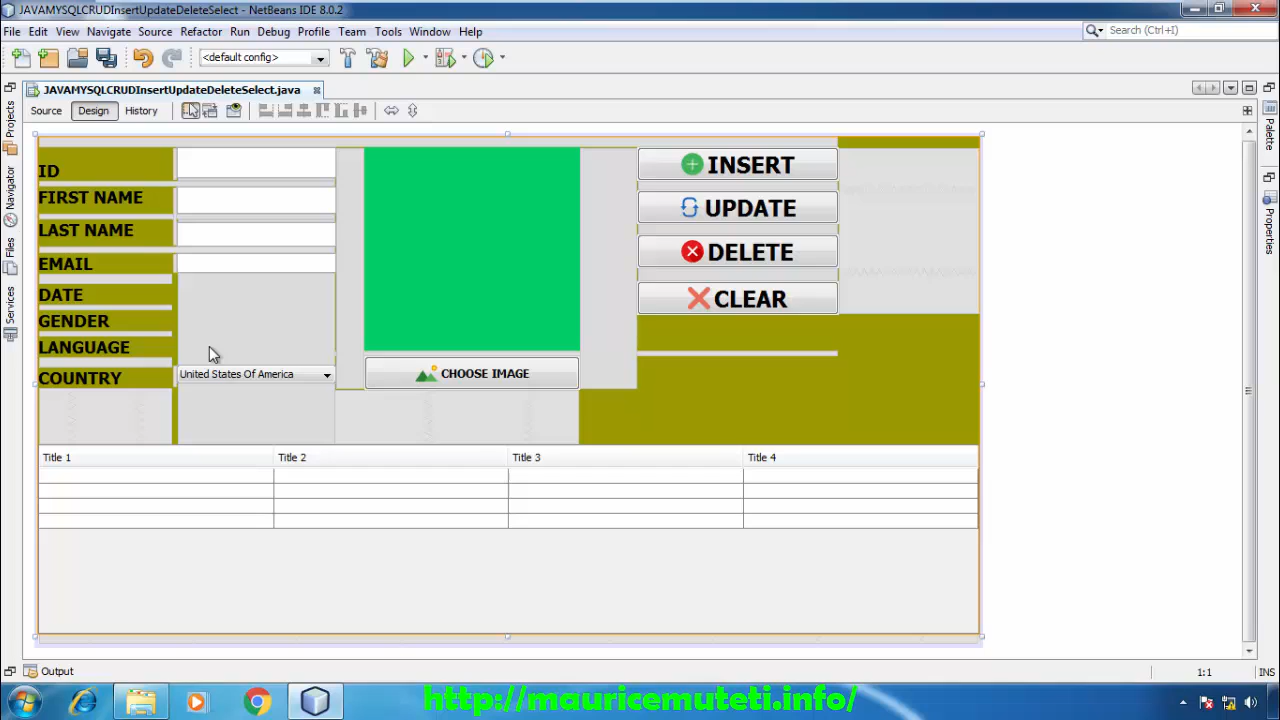 JAVAMYSQLCRUDInsertUpdateDeleteSelect - NetBeans IDE 8.0.2
File Edit View Navigate Source Refactor Run Debug Profile Team Tools Window Help
Search (Ctrl+I)
<default config>
JAVAMYSQLCRUDInsertUpdateDeleteSelect.java
Source Design History
Projects
Navigator
Files
Services
Palette
Properties
ID
FIRST NAME
LAST NAME
EMAIL
DATE
GENDER
LANGUAGE
COUNTRY
United States Of America
CHOOSE IMAGE
INSERT
UPDATE
DELETE
CLEAR
Title 1 Title 2 Title 3 Title 4
Output
1:1 INS
http://mauricemuteti.info/